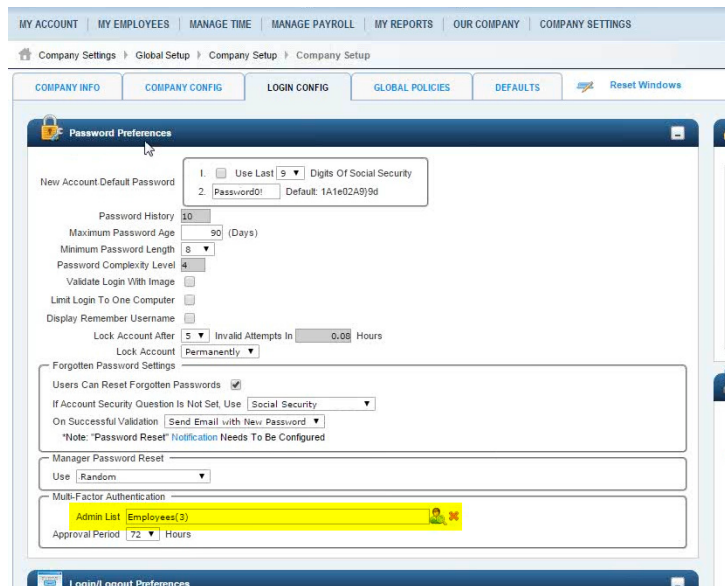 MY ACCOUNT | MY EMPLOYEES | MANAGE TIME | MANAGE PAYROLL | MY REPORTS | OUR COMPANY | COMPANY SETTINGS
Company Settings Global Setup Company Setup Company Setup
COMPANY INFO COMPANY CONFIG LOGIN CONFIG GLOBAL POLICIES DEFAULTS Reset Windows
Password Preferences
1. Use Last 9 Digits Of Social Security
New Account Default Password
2. Password0! Default: 1A1e02A9}9d
Password History 10
Maximum Password Age 90 (Days)
Minimum Password Length 8
Password Complexity Level 4
Validate Login With Image
Limit Login To One Computer
Display Remember Username
Lock Account After 5 Invalid Attempts In 0.08 Hours
Lock Account Permanently
Forgotten Password Settings
Users Can Reset Forgotten Passwords
If Account Security Question Is Not Set, Use Social Security
On Successful Validation Send Email with New Password
*Note: "Password Reset" Notification Needs To Be Configured
Manager Password Reset
Use Random
Multi-Factor Authentication
Admin List Employees(3)
Approval Period 72 Hours
Login/Logout Preferences